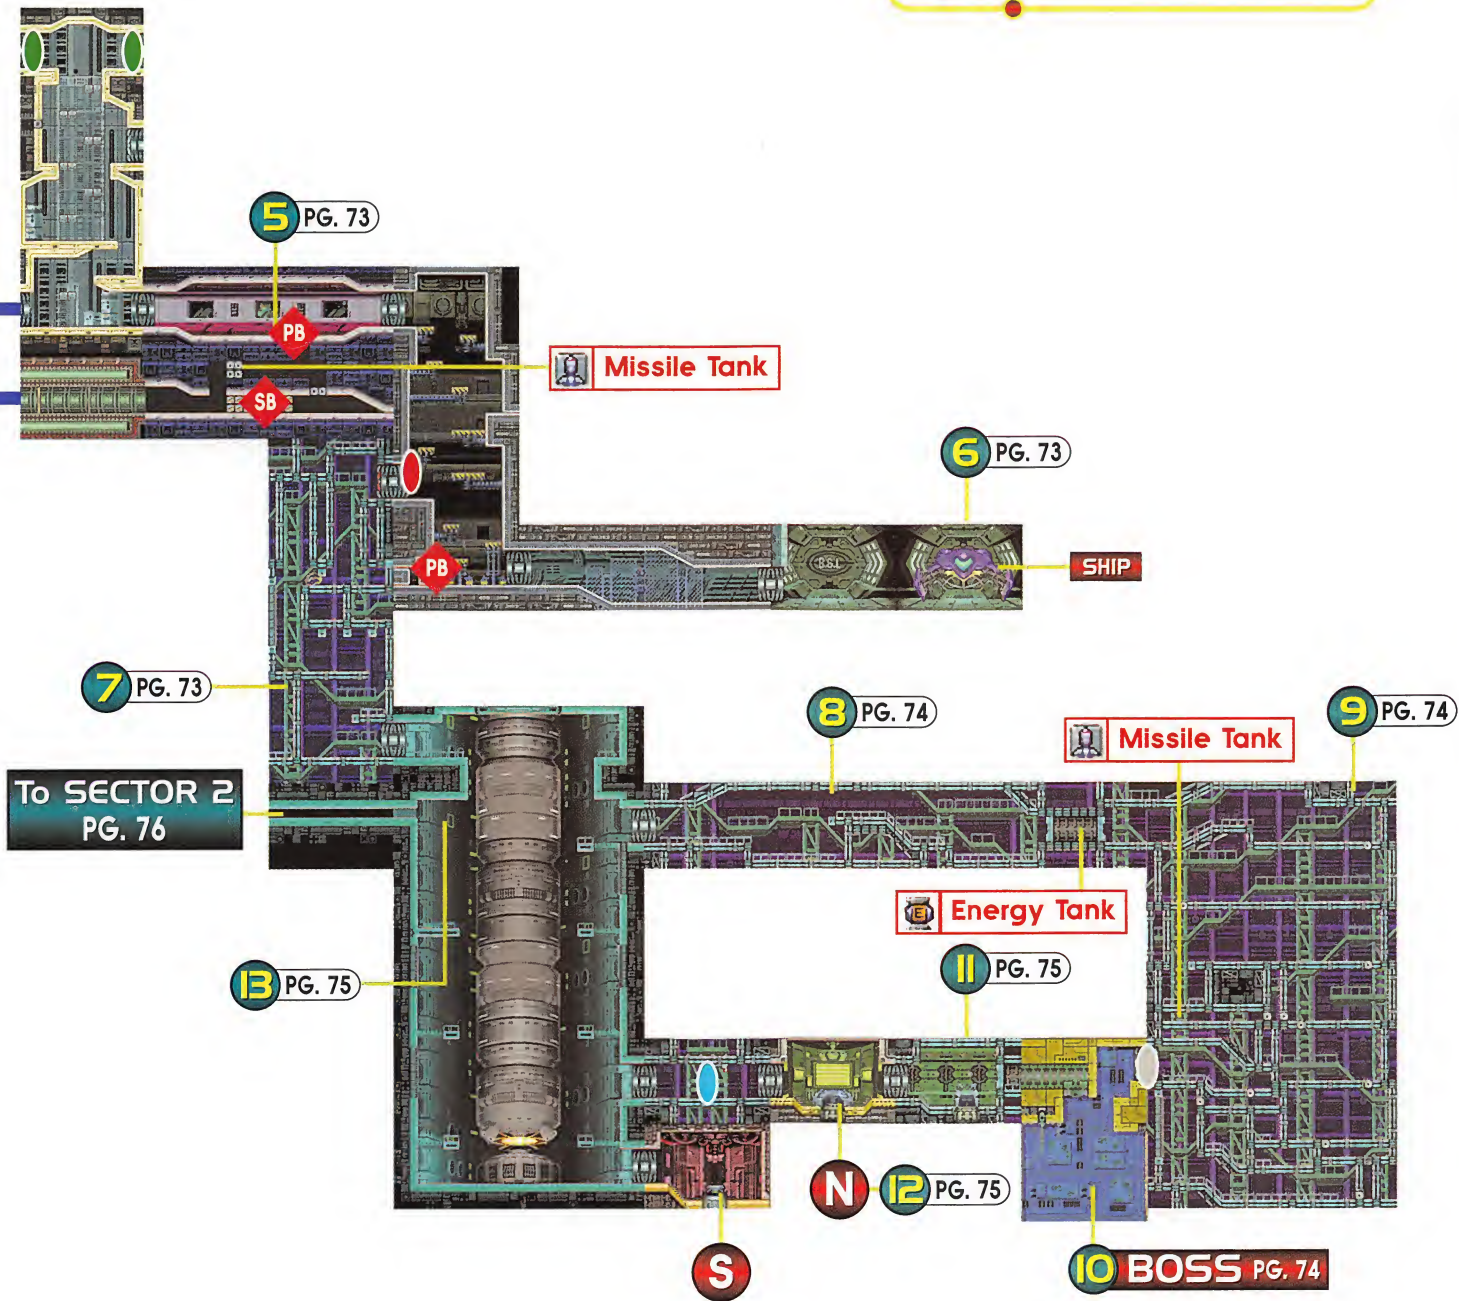 5 PG. 73
PB
Missile Tank
SB
6 PG. 73
B.S.L
PB
SHIP
7 PG. 73
8 PG. 74
9 PG. 74
Missile Tank
To SECTOR 2
PG. 76
E Energy Tank
11 PG. 75
13 PG. 75
N 12 PG. 75
S
10 BOSS PG. 74